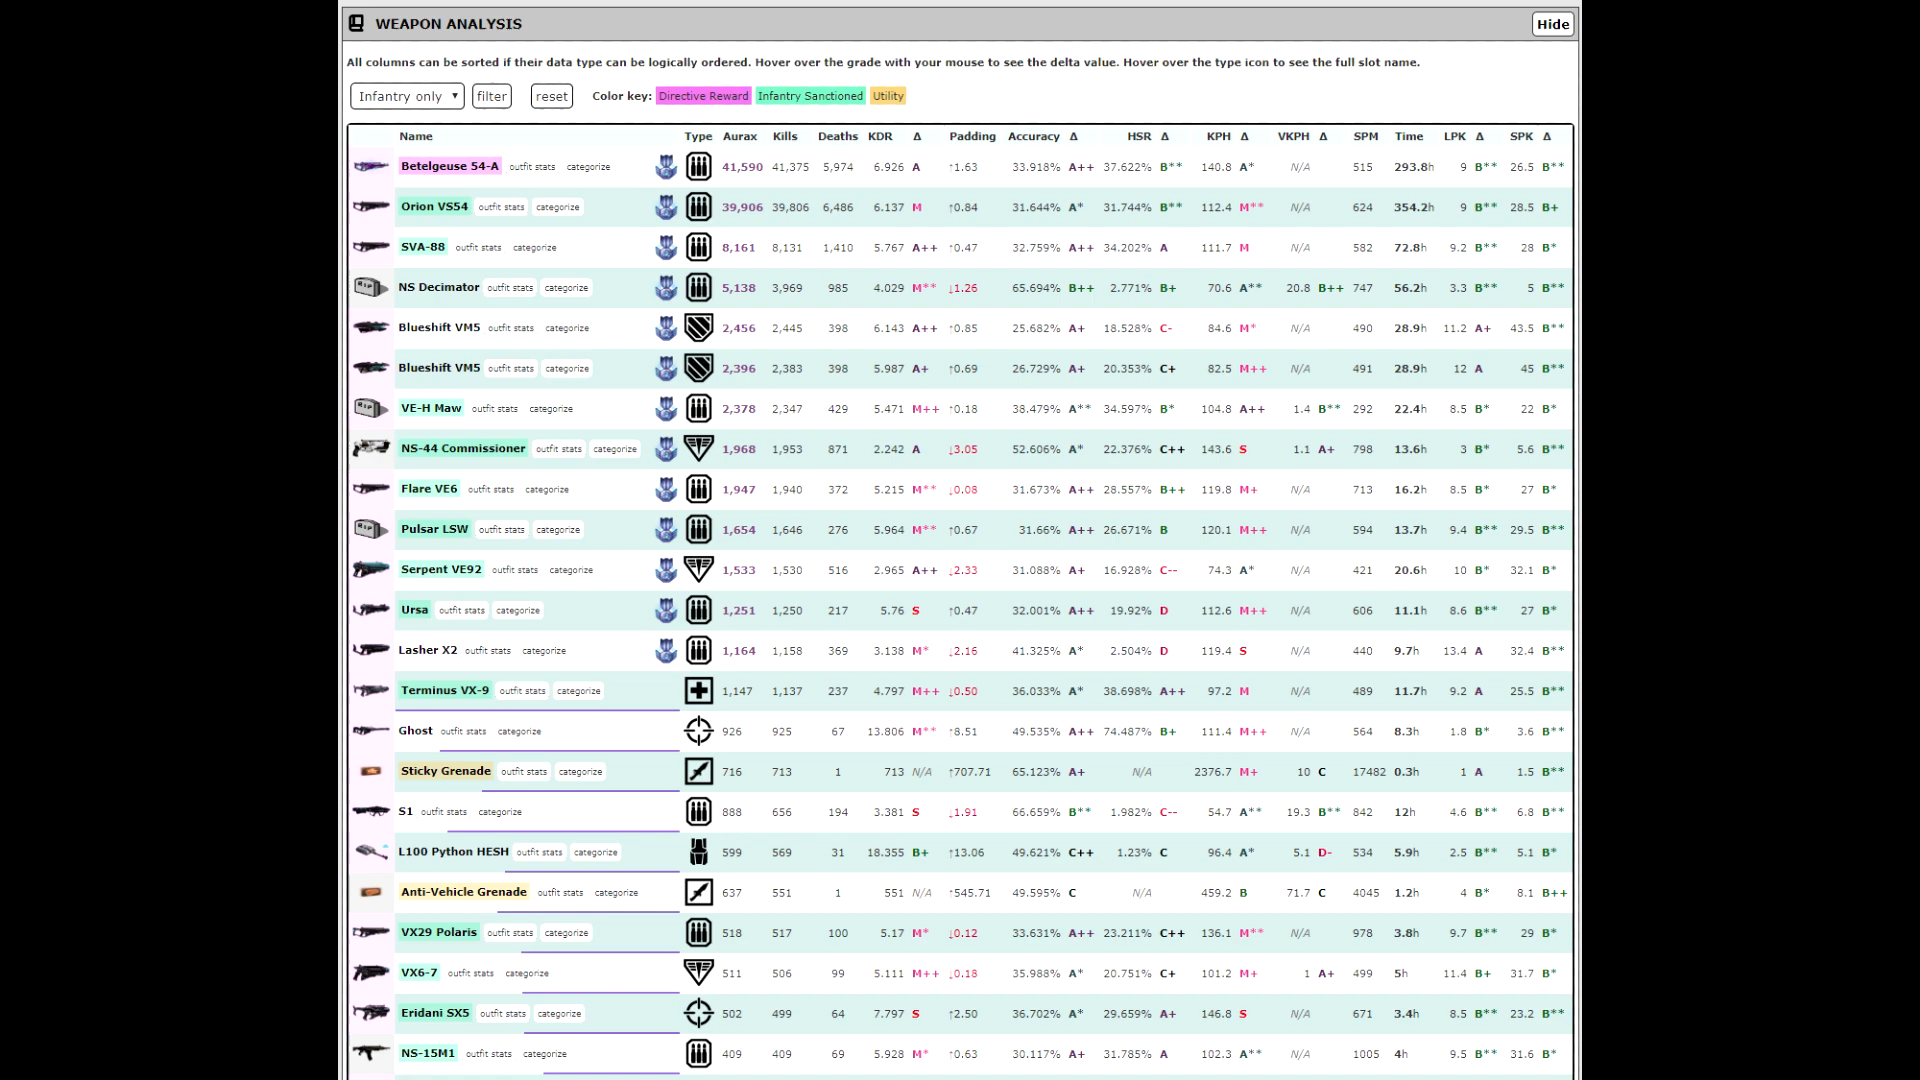 WEAPON ANALYSIS Hide
All columns can be sorted if their data type can be logically ordered. Hover over the grade with your mouse to see the delta value. Hover over the type icon to see the full slot name.
Infantry only filter reset Color key: Directive Reward Infantry Sanctioned Utility
Name Type Aurax Kills Deaths KDR Δ Padding Accuracy Δ HSR Δ KPH Δ VKPH Δ SPM Time LPK Δ SPK Δ
Betelgeuse 54-A outfit stats categorize 41,590 41,375 5,974 6.926 A ↑1.63 33.918% A++ 37.622% B** 140.8 A* N/A 515 293.8h 9 B** 26.5 B**
Orion VS54 outfit stats categorize 39,906 39,806 6,486 6.137 M ↑0.84 31.644% A* 31.744% B** 112.4 M** N/A 624 354.2h 9 B** 28.5 B+
SVA-88 outfit stats categorize 8,161 8,131 1,410 5.767 A++ ↑0.47 32.759% A++ 34.202% A 111.7 M N/A 582 72.8h 9.2 B** 28 B*
RIP NS Decimator outfit stats categorize 5,138 3,969 985 4.029 M** ↓1.26 65.694% B++ 2.771% B+ 70.6 A** 20.8 B++ 747 56.2h 3.3 B** 5 B**
Blueshift VM5 outfit stats categorize 2,456 2,445 398 6.143 A++ ↑0.85 25.682% A+ 18.528% C- 84.6 M* N/A 490 28.9h 11.2 A+ 43.5 B**
Blueshift VM5 outfit stats categorize 2,396 2,383 398 5.987 A+ ↑0.69 26.729% A+ 20.353% C+ 82.5 M++ N/A 491 28.9h 12 A 45 B**
RIP VE-H Maw outfit stats categorize 2,378 2,347 429 5.471 M++ ↑0.18 38.479% A** 34.597% B* 104.8 A++ 1.4 B** 292 22.4h 8.5 B* 22 B*
NS-44 Commissioner outfit stats categorize 1,968 1,953 871 2.242 A ↓3.05 52.606% A* 22.376% C++ 143.6 S 1.1 A+ 798 13.6h 3 B* 5.6 B**
Flare VE6 outfit stats categorize 1,947 1,940 372 5.215 M** ↓0.08 31.673% A++ 28.557% B++ 119.8 M+ N/A 713 16.2h 8.5 B* 27 B*
RIP Pulsar LSW outfit stats categorize 1,654 1,646 276 5.964 M** ↑0.67 31.66% A++ 26.671% B 120.1 M++ N/A 594 13.7h 9.4 B** 29.5 B**
Serpent VE92 outfit stats categorize 1,533 1,530 516 2.965 A++ ↓2.33 31.088% A+ 16.928% C-- 74.3 A* N/A 421 20.6h 10 B* 32.1 B*
Ursa outfit stats categorize 1,251 1,250 217 5.76 S ↑0.47 32.001% A++ 19.92% D 112.6 M++ N/A 606 11.1h 8.6 B** 27 B*
Lasher X2 outfit stats categorize 1,164 1,158 369 3.138 M* ↓2.16 41.325% A* 2.504% D 119.4 S N/A 440 9.7h 13.4 A 32.4 B**
Terminus VX-9 outfit stats categorize 1,147 1,137 237 4.797 M++ ↓0.50 36.033% A* 38.698% A++ 97.2 M N/A 489 11.7h 9.2 A 25.5 B**
Ghost outfit stats categorize 926 925 67 13.806 M** ↑8.51 49.535% A++ 74.487% B+ 111.4 M++ N/A 564 8.3h 1.8 B* 3.6 B**
Sticky Grenade outfit stats categorize 716 713 1 713 N/A ↑707.71 65.123% A+ N/A 2376.7 M+ 10 C 17482 0.3h 1 A 1.5 B**
S1 outfit stats categorize 888 656 194 3.381 S ↓1.91 66.659% B** 1.982% C-- 54.7 A** 19.3 B** 842 12h 4.6 B** 6.8 B**
L100 Python HESH outfit stats categorize 599 569 31 18.355 B+ ↑13.06 49.621% C++ 1.23% C 96.4 A* 5.1 D- 534 5.9h 2.5 B** 5.1 B*
Anti-Vehicle Grenade outfit stats categorize 637 551 1 551 N/A ↑545.71 49.595% C N/A 459.2 B 71.7 C 4045 1.2h 4 B* 8.1 B++
VX29 Polaris outfit stats categorize 518 517 100 5.17 M* ↓0.12 33.631% A++ 23.211% C++ 136.1 M** N/A 978 3.8h 9.7 B** 29 B*
VX6-7 outfit stats categorize 511 506 99 5.111 M++ ↓0.18 35.988% A* 20.751% C+ 101.2 M+ 1 A+ 499 5h 11.4 B+ 31.7 B*
Eridani SX5 outfit stats categorize 502 499 64 7.797 S ↑2.50 36.702% A* 29.659% A+ 146.8 S N/A 671 3.4h 8.5 B** 23.2 B**
NS-15M1 outfit stats categorize 409 409 69 5.928 M* ↑0.63 30.117% A+ 31.785% A 102.3 A** N/A 1005 4h 9.5 B** 31.6 B*